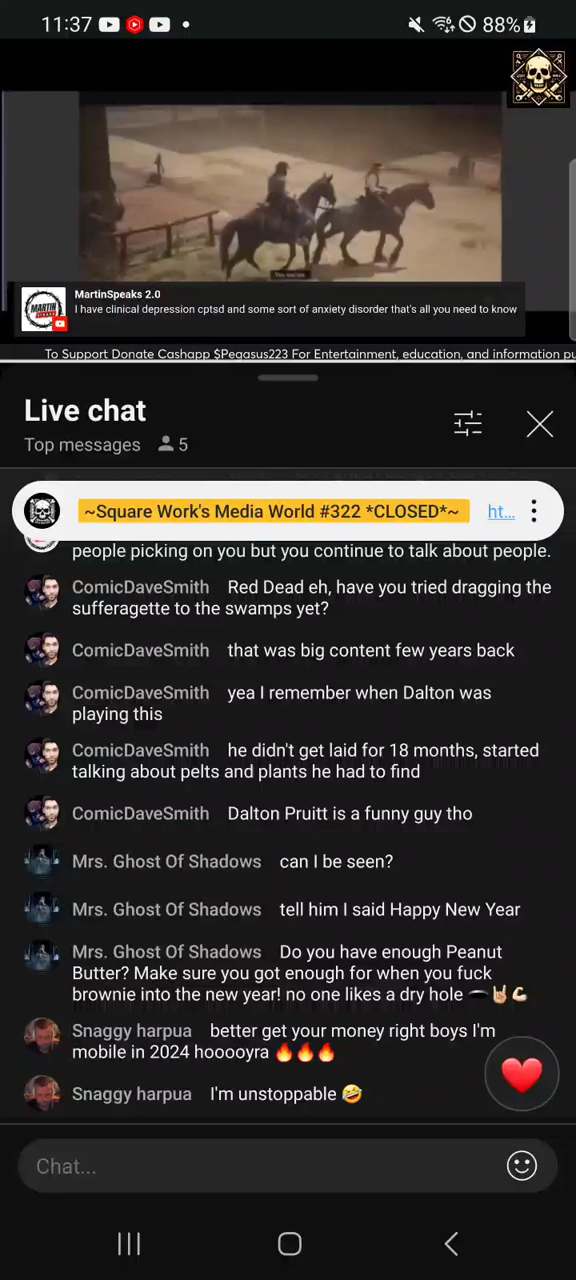 11:37
88%
MARTIN
MartinSpeaks 2.0
I have clinical depression cptsd and some sort of anxiety disorder that's all you need to know
To Support Donate Cashapp $Pegasus223 For Entertainment, education, and information pu
Live chat
Top messages 5
~Square Work's Media World #322 *CLOSED*~ ht...
people picking on you but you continue to talk about people.
ComicDaveSmith Red Dead eh, have you tried dragging the
sufferagette to the swamps yet?
ComicDaveSmith that was big content few years back
ComicDaveSmith yea I remember when Dalton was
playing this
ComicDaveSmith he didn't get laid for 18 months, started
talking about pelts and plants he had to find
ComicDaveSmith Dalton Pruitt is a funny guy tho
Mrs. Ghost Of Shadows can I be seen?
Mrs. Ghost Of Shadows tell him I said Happy New Year
Mrs. Ghost Of Shadows Do you have enough Peanut
Butter? Make sure you got enough for when you fuck
brownie into the new year! no one likes a dry hole 🕳️🤘🏻💪🏻
Snaggy harpua better get your money right boys I'm
mobile in 2024 hooooyra 🔥🔥🔥
Snaggy harpua I'm unstoppable 🤣
Chat...